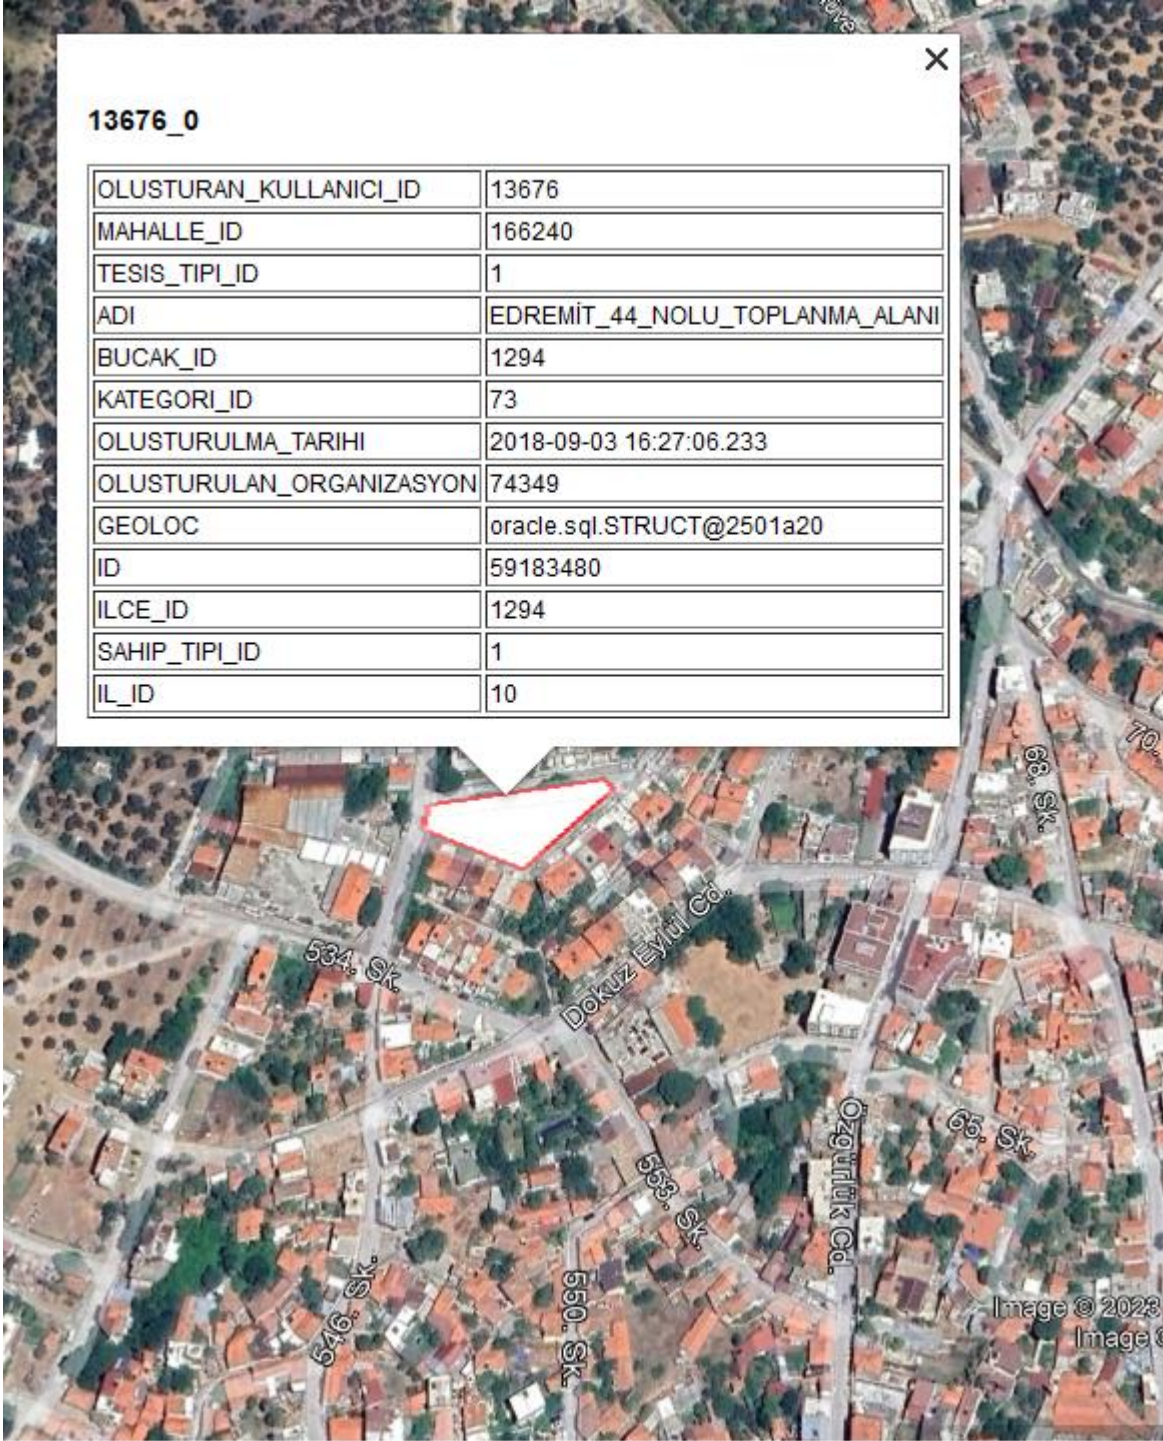 13676_0
OLUSTURAN_KULLANICI_ID 13676
MAHALLE_ID 166240
TESIS_TIPI_ID 1
ADI EDREMİT_44_NOLU_TOPLANMA_ALANI
BUCAK_ID 1294
KATEGORI_ID 73
OLUSTURULMA_TARIHI 2018-09-03 16:27:06.233
OLUSTURULAN_ORGANIZASYON 74349
GEOLOC oracle.sql.STRUCT@2501a20
ID 59183480
ILCE_ID 1294
SAHIP_TIPI_ID 1
IL_ID 10
70.
68. Sk.
Dokuz Eylül Cd.
534. Sk.
65. Sk.
Özgürlük Cd.
553. Sk.
546. Sk.
550. Sk.
Image © 2023
Image ©